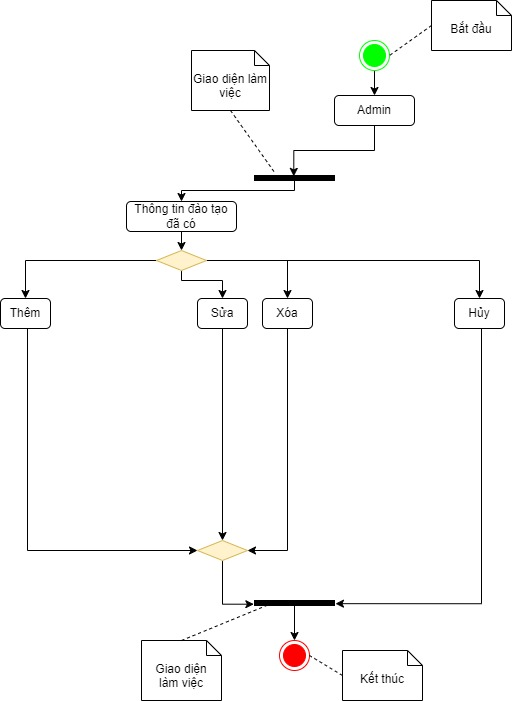 Bắt đầu
Giao diện làm
việc
Admin
Thông tin đào tạo
đã có
Thêm
Sửa
Xóa
Hủy
Giao diện
làm việc
Kết thúc